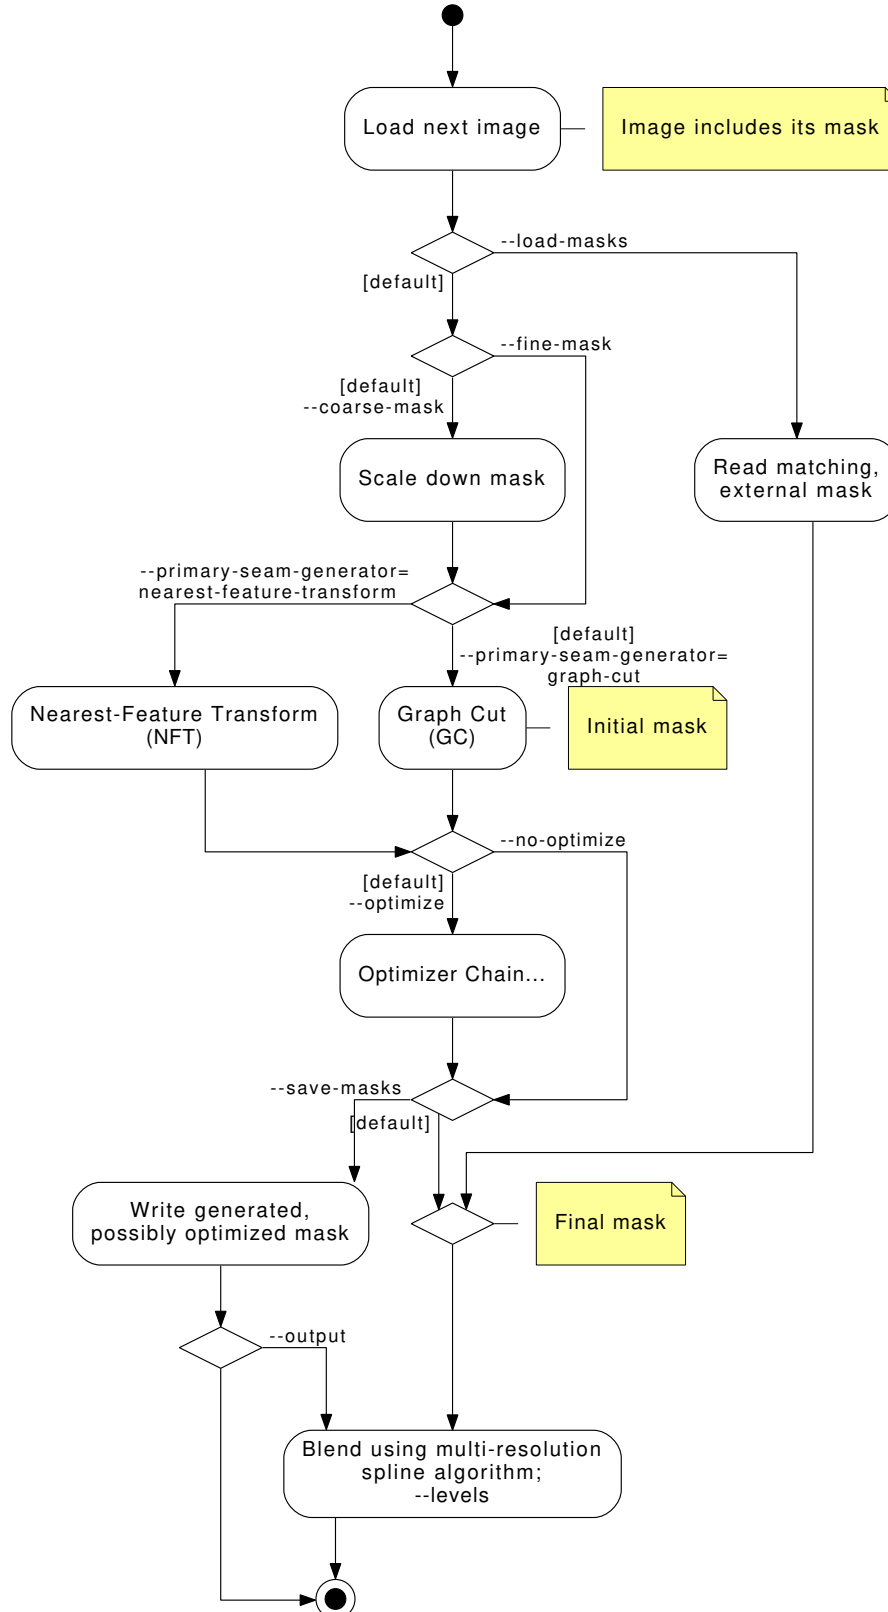 Load next image
Image includes its mask
--load-masks
[default]
--fine-mask
[default]
--coarse-mask
Scale down mask
Read matching,
external mask
--primary-seam-generator=
nearest-feature-transform
[default]
--primary-seam-generator=
graph-cut
Nearest-Feature Transform
(NFT)
Graph Cut
(GC)
Initial mask
--no-optimize
[default]
--optimize
Optimizer Chain...
--save-masks
[default]
Write generated,
possibly optimized mask
Final mask
--output
Blend using multi-resolution
spline algorithm;
--levels